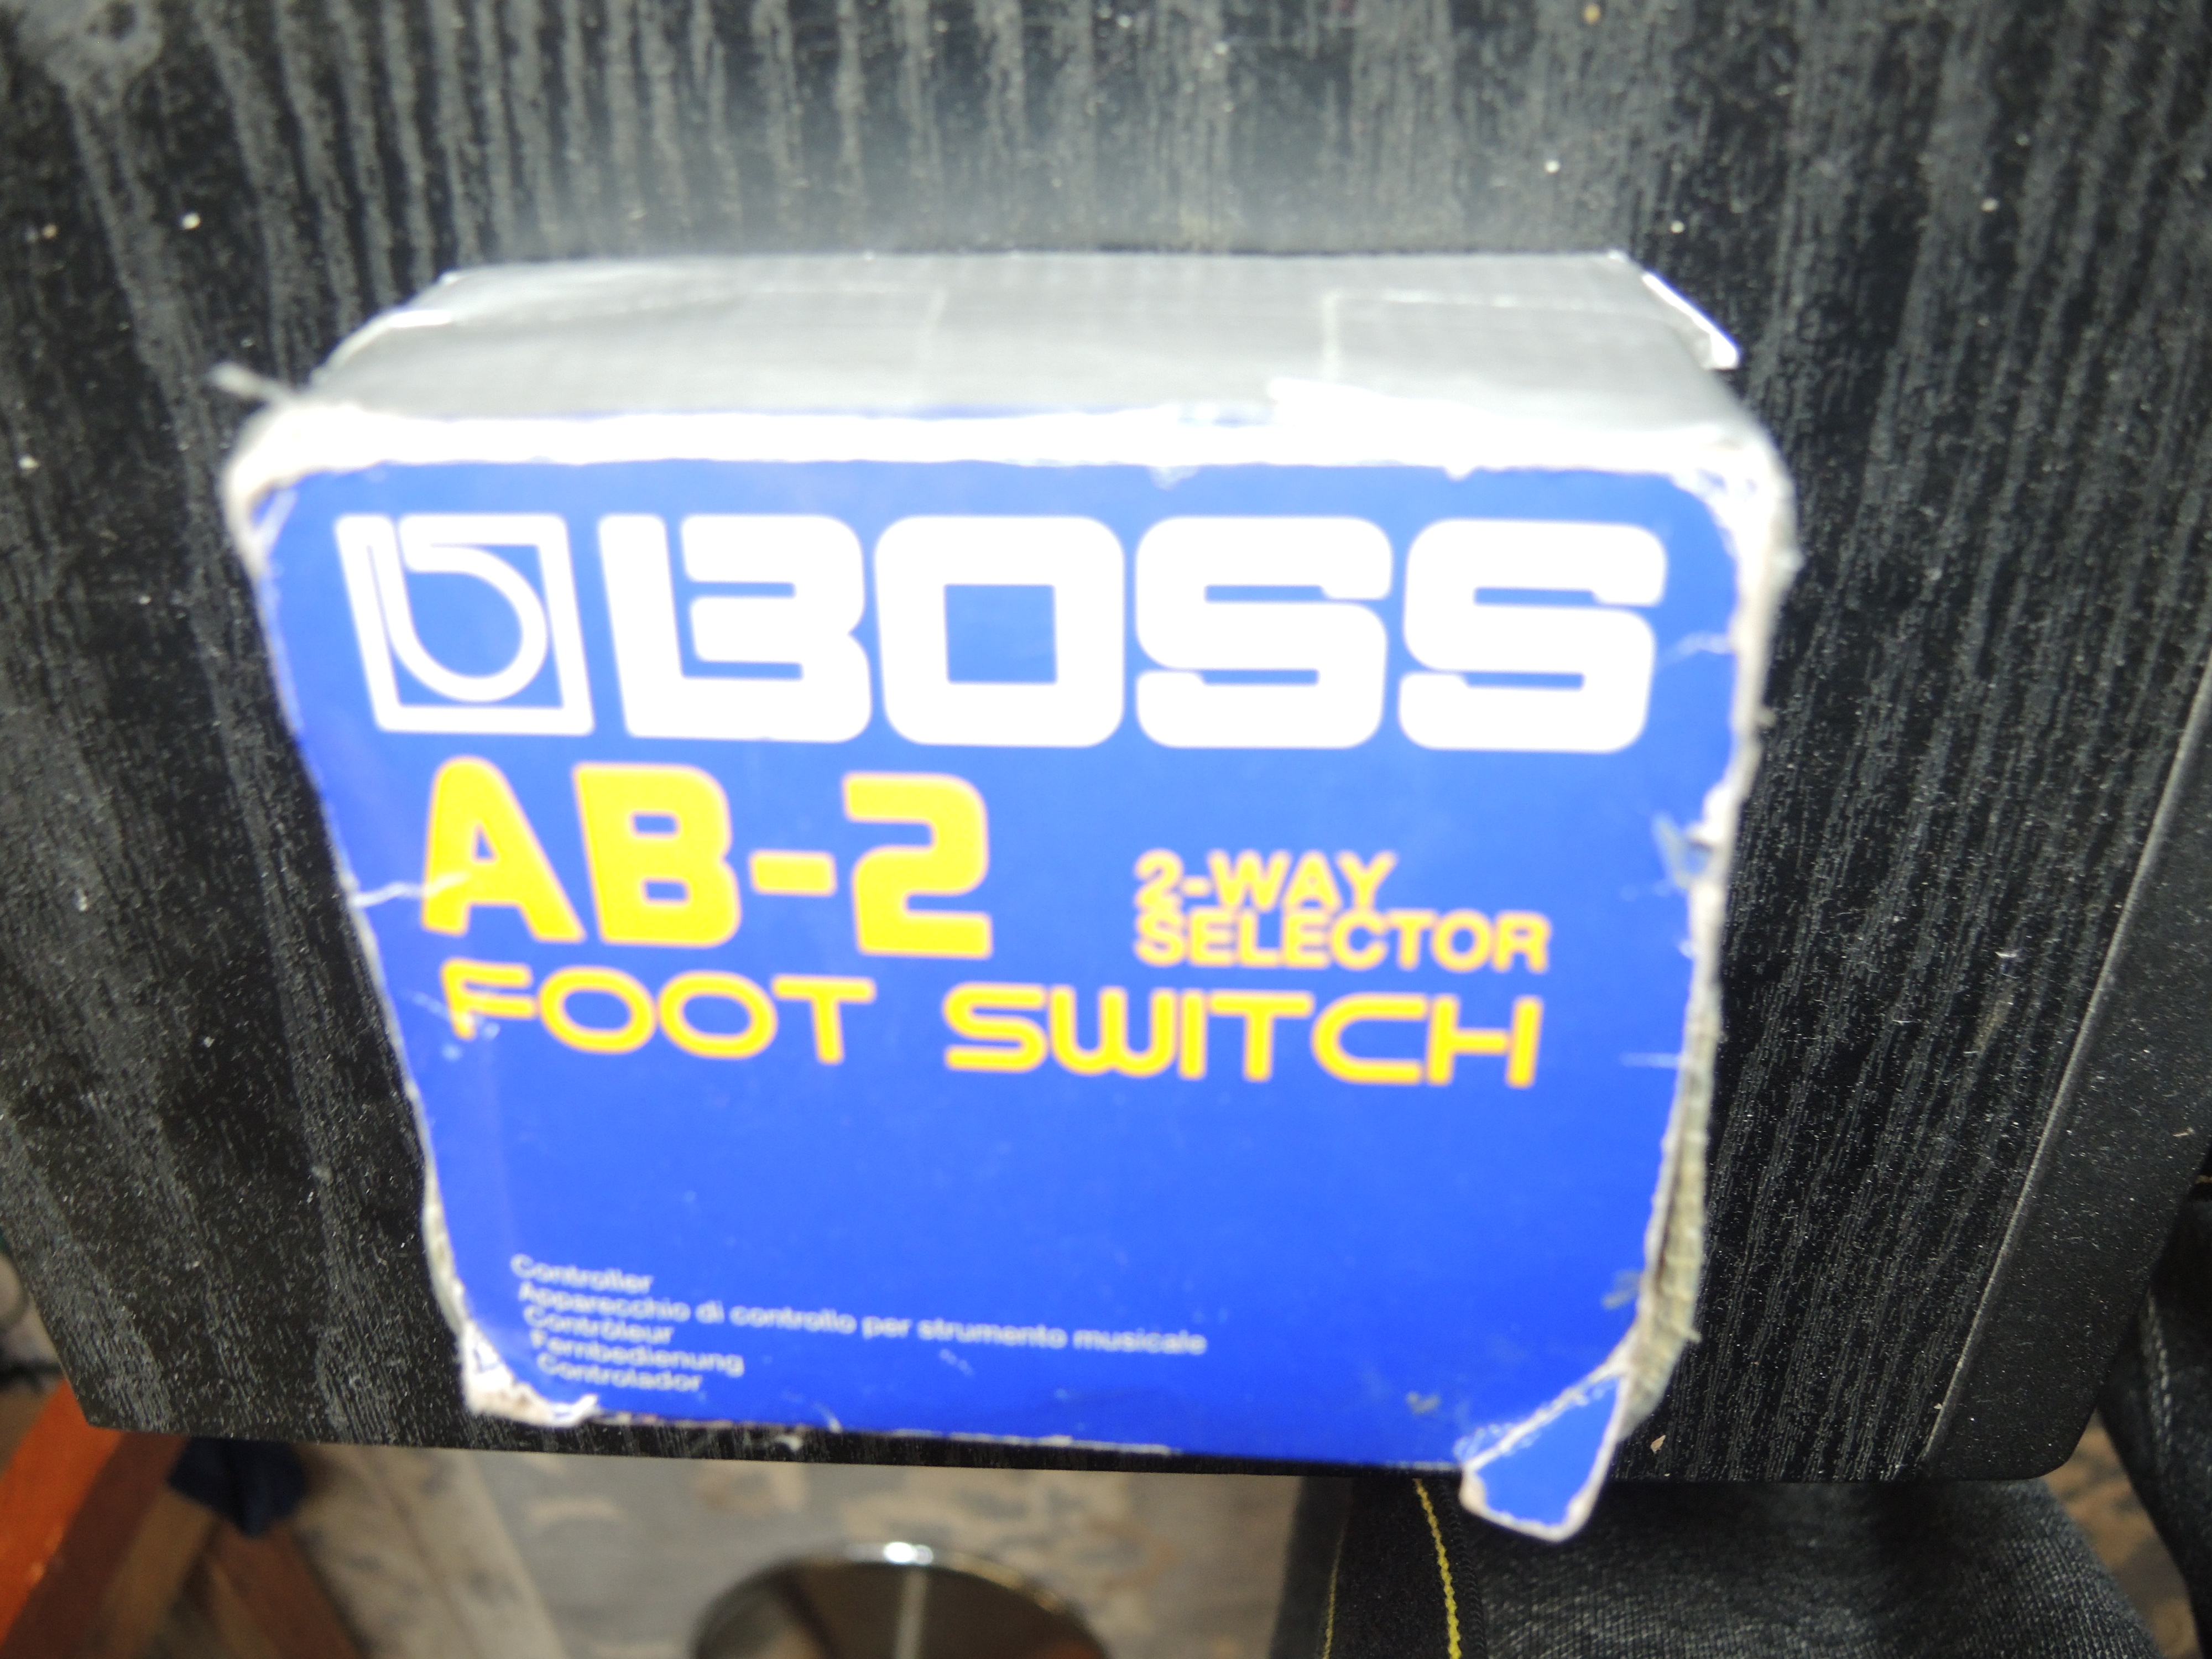 BOSS
AB-2 2-WAY
SELECTOR
FOOT SWITCH
Controller
Apparecchio di controllo per strumento musicale
Contrôleur
Fernbedienung
Controlador